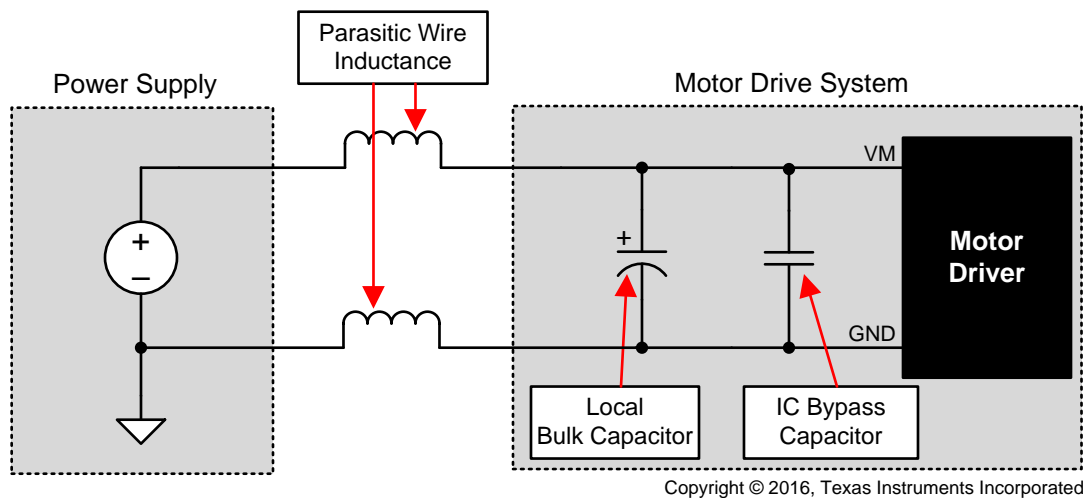 Parasitic Wire
Inductance
Power Supply
Motor Drive System
VM
+
–
+
Motor
Driver
GND
Local
Bulk Capacitor
IC Bypass
Capacitor
Copyright © 2016, Texas Instruments Incorporated